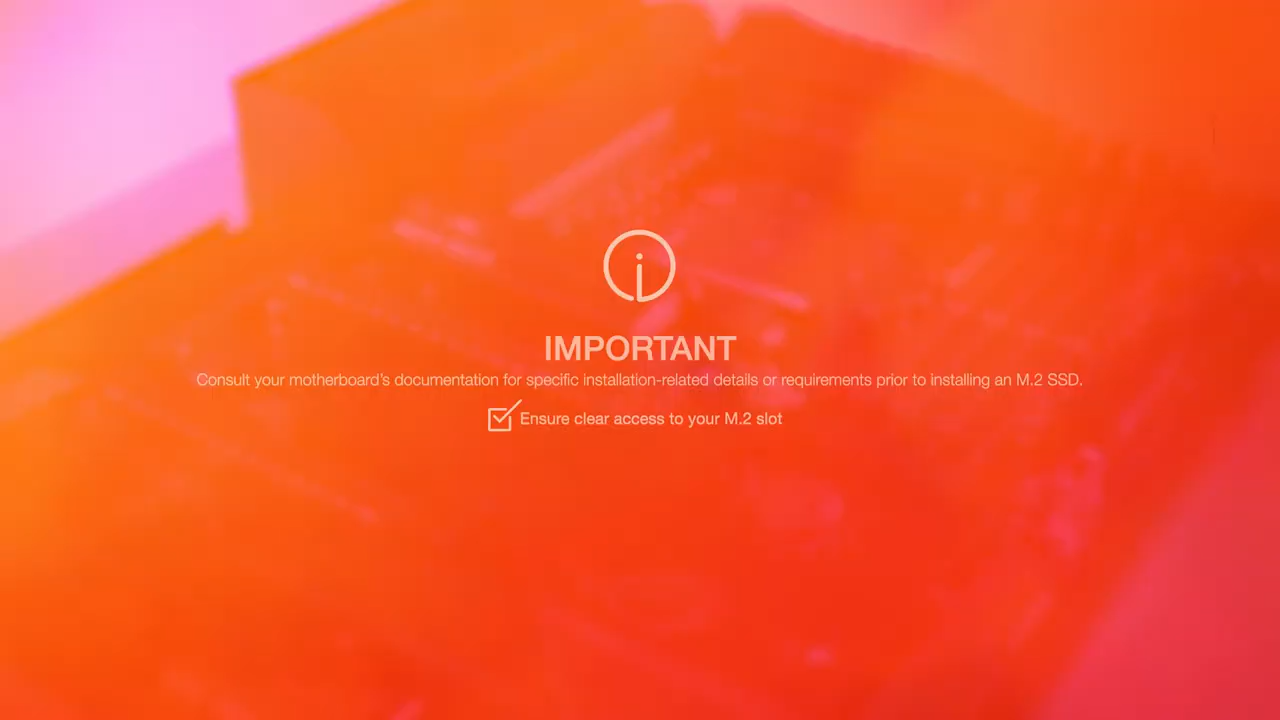 IMPORTANT
Consult your motherboard's documentation for specific installation-related details or requirements prior to installing an M.2 SSD.
Ensure clear access to your M.2 slot